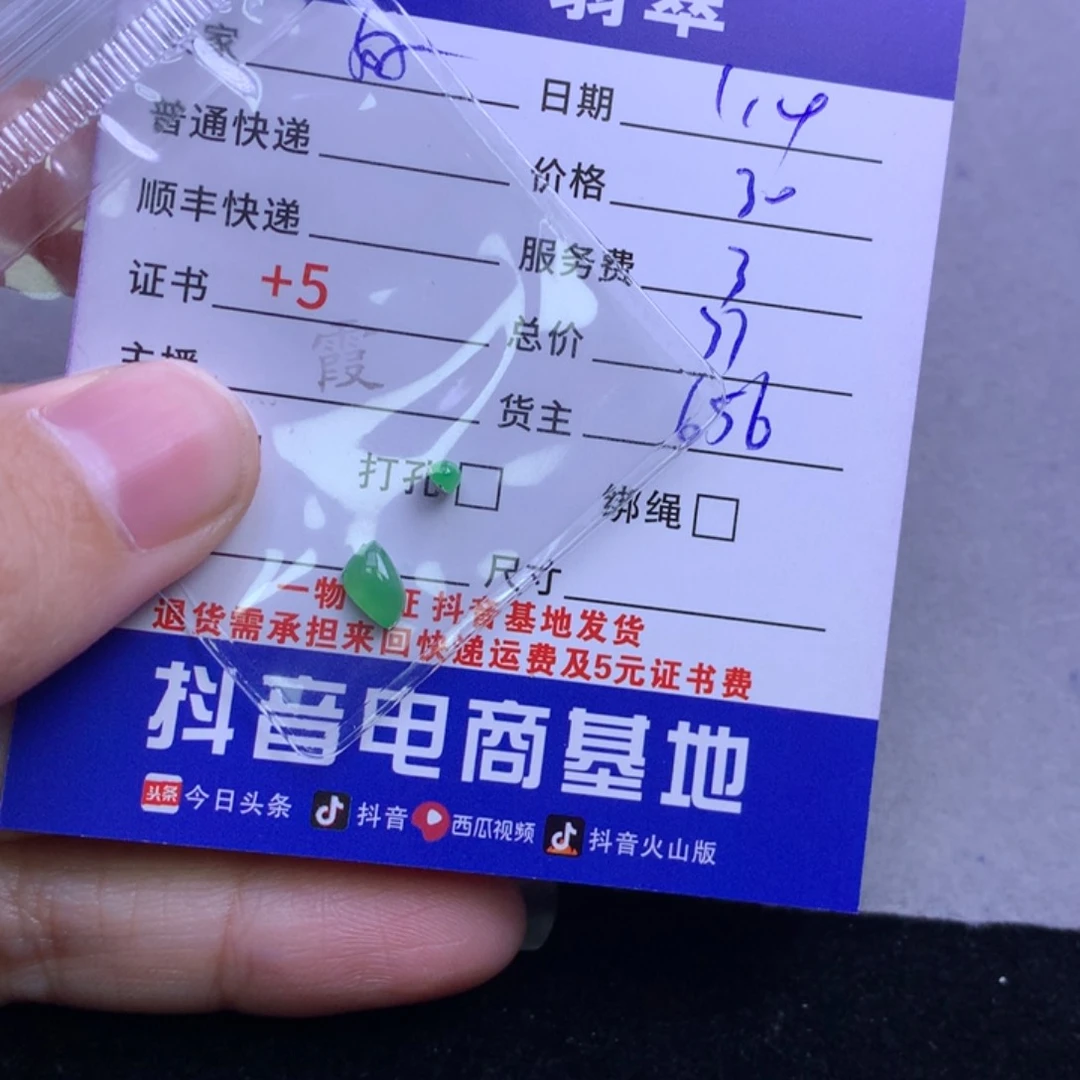 翡翠
家
日期 1.4
普通快递
价格 30
顺丰快递
服务费 3
证书 +5
总价
霞
主播
货主 656
打孔 绑绳
尺寸
一物 证 抖音基地发货
退货需承担来回快递运费及5元证书费
抖音电商基地
头条 今日头条 抖音 西瓜视频 抖音火山版